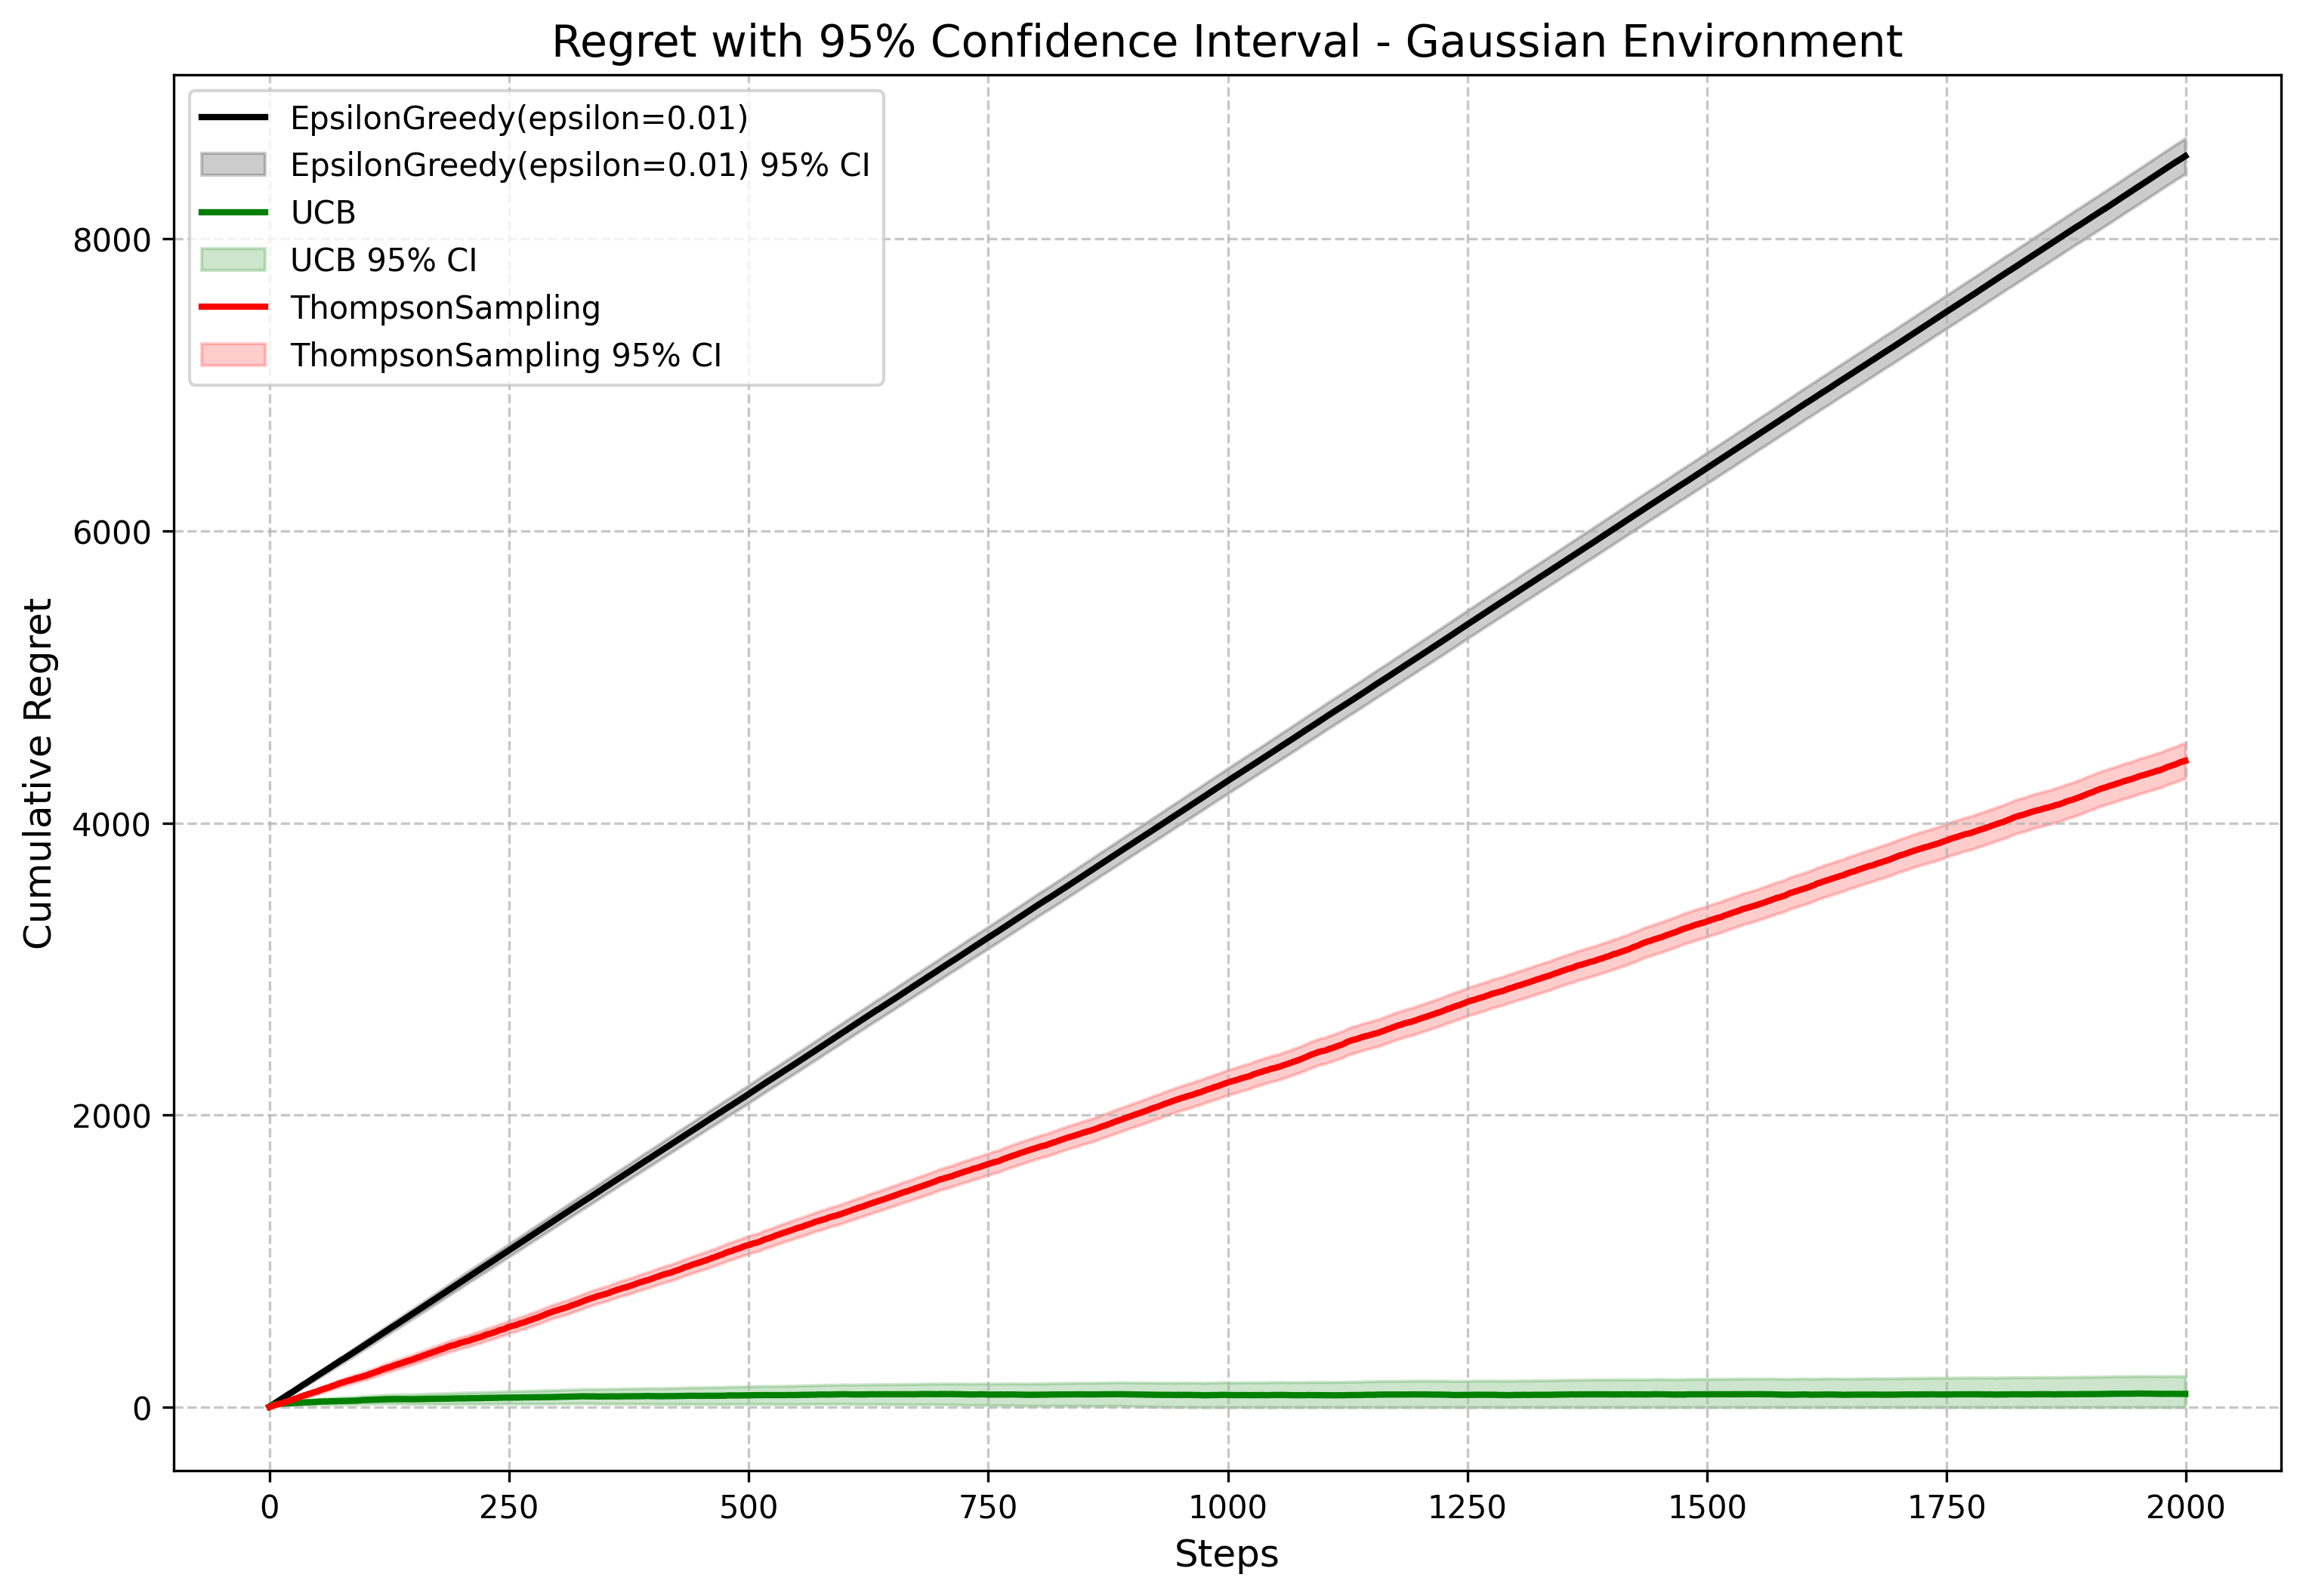 Regret with 95% Confidence Interval - Gaussian Environment
EpsilonGreedy(epsilon=0.01)
EpsilonGreedy(epsilon=0.01) 95% CI
UCB
UCB 95% CI
ThompsonSampling
ThompsonSampling 95% CI
Cumulative Regret
8000
6000
4000
2000
0
0 250 500 750 1000 1250 1500 1750 2000
Steps